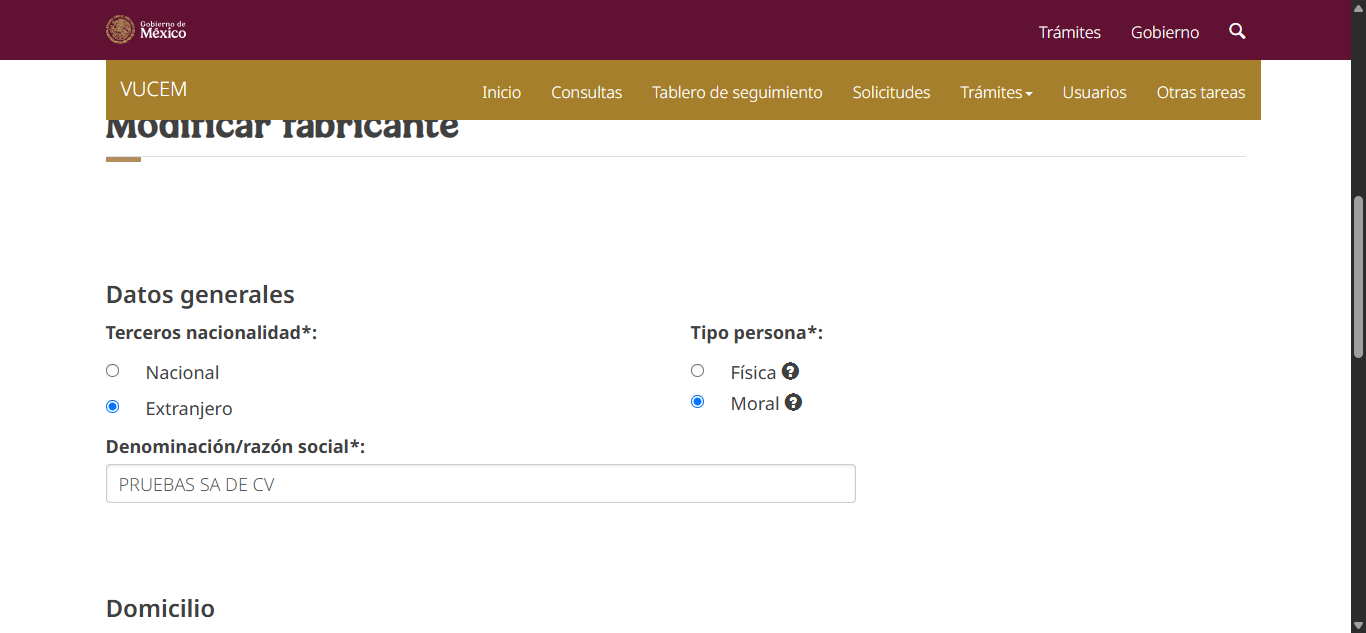 Gobierno de
México
Trámites
Gobierno
VUCEM
Inicio
Consultas
Tablero de seguimiento
Solicitudes
Trámites
Usuarios
Otras tareas
Modificar fabricante
Datos generales
Terceros nacionalidad*:
Nacional
Extranjero
Tipo persona*:
Física ?
Moral ?
Denominación/razón social*:
PRUEBAS SA DE CV
Domicilio